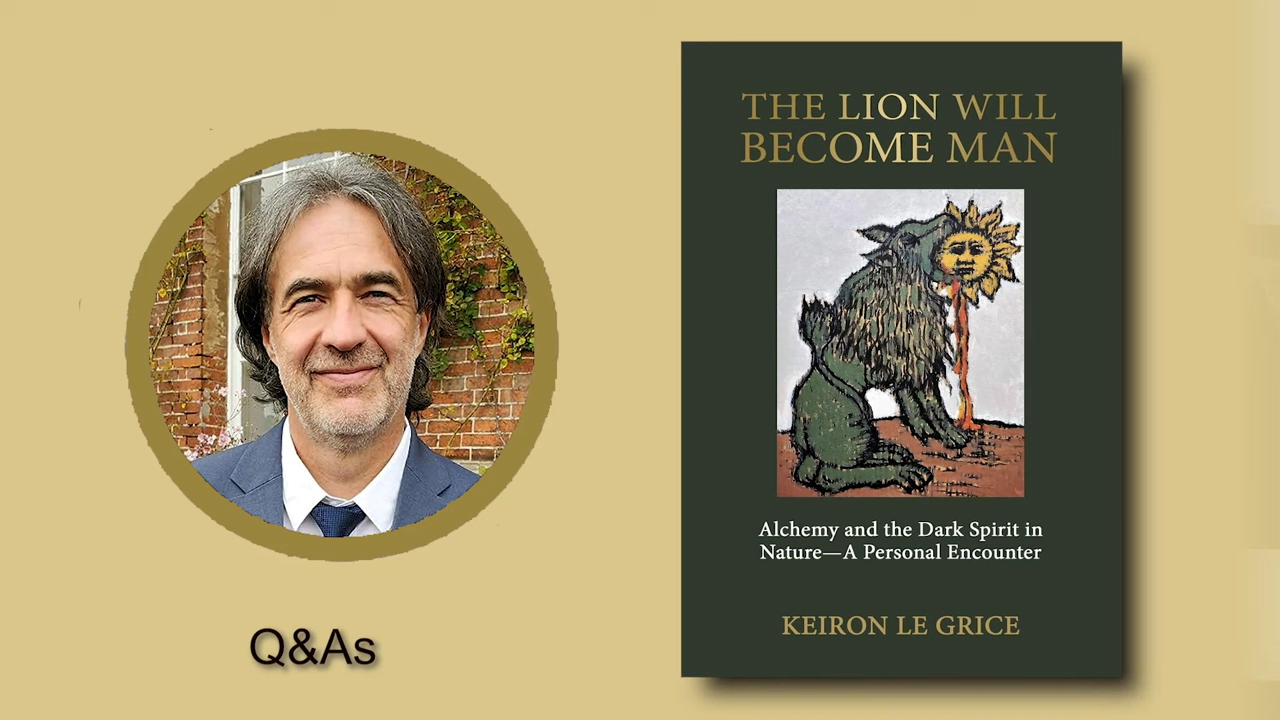 THE LION WILL
BECOME MAN
Alchemy and the Dark Spirit in
Nature—A Personal Encounter
KEIRON LE GRICE
Q&As